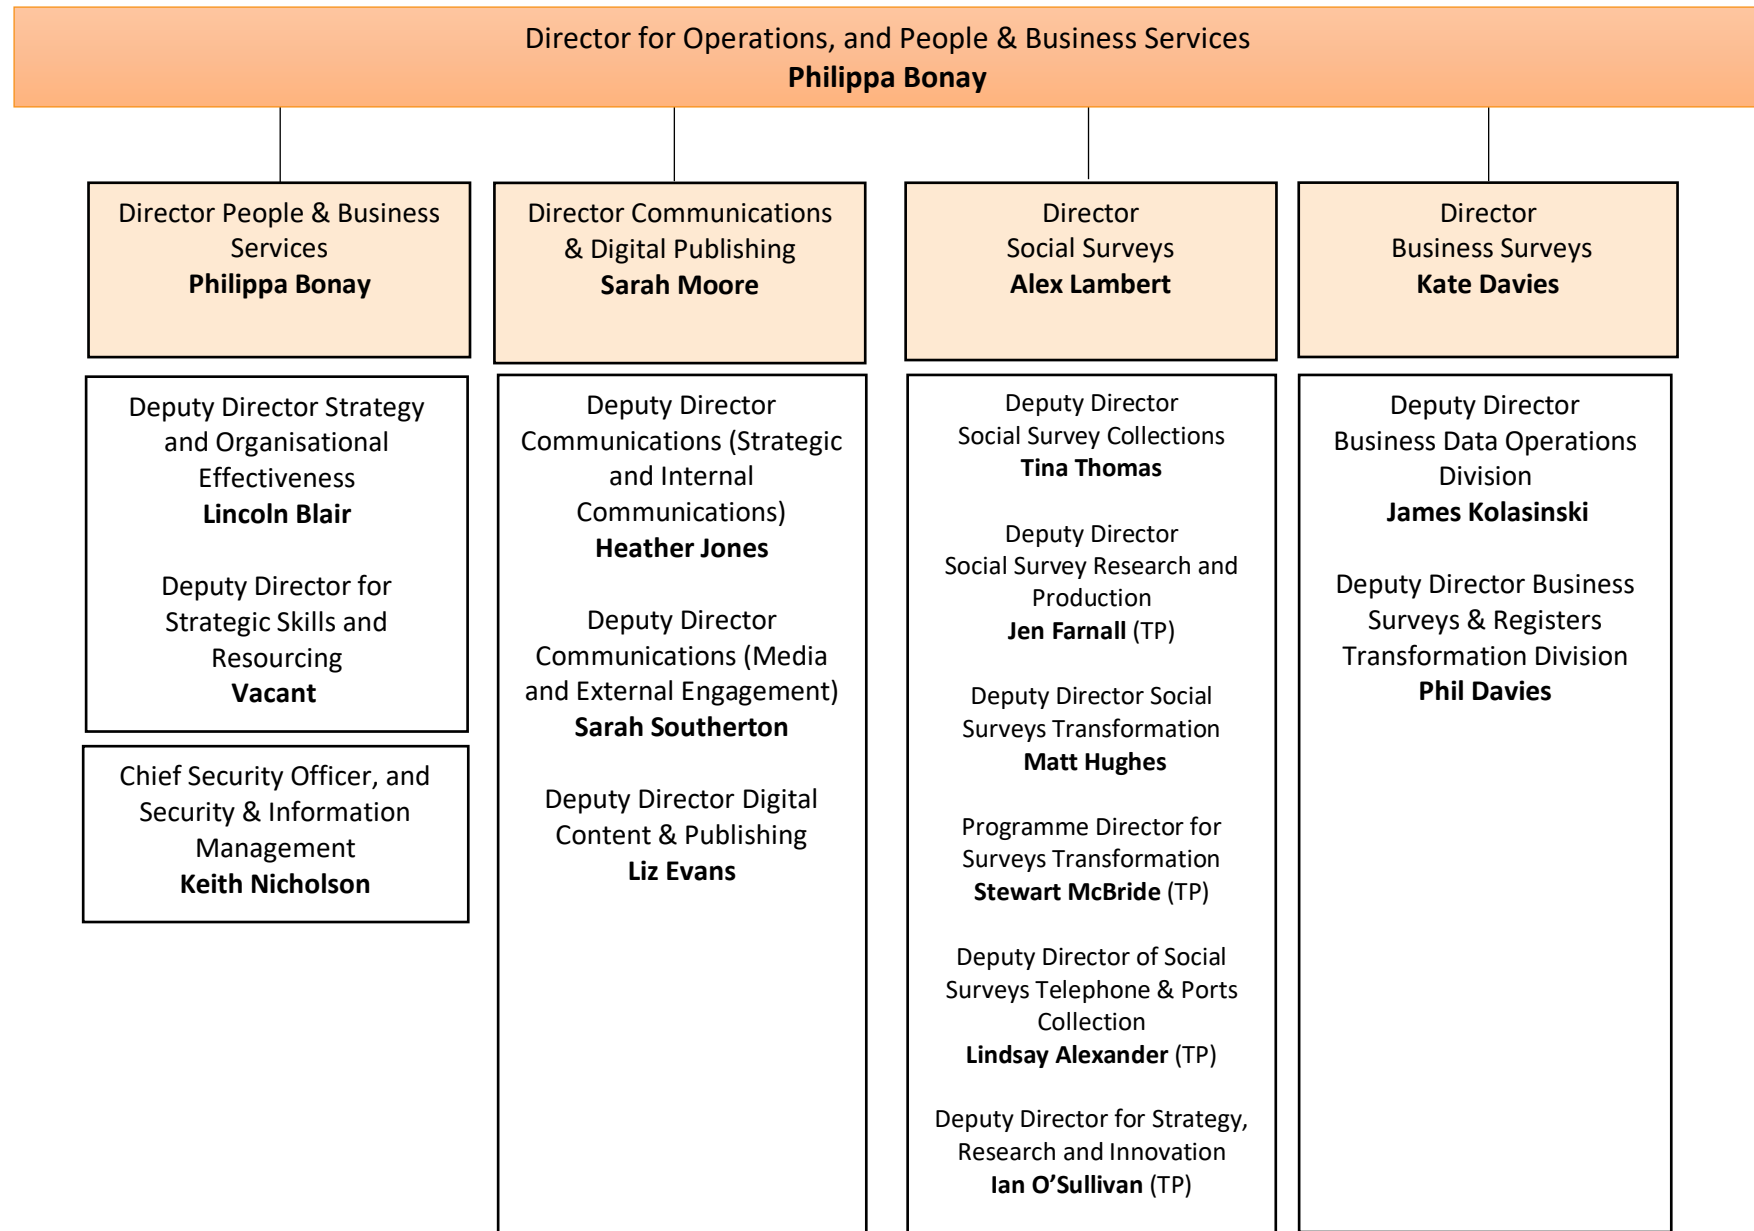 Director for Operations, and People & Business Services
Philippa Bonay
Director People & Business
Services
Philippa Bonay
Director Communications
& Digital Publishing
Sarah Moore
Director
Social Surveys
Alex Lambert
Director
Business Surveys
Kate Davies
Deputy Director Strategy
and Organisational
Effectiveness
Lincoln Blair
Deputy Director for
Strategic Skills and
Resourcing
Vacant
Chief Security Officer, and
Security & Information
Management
Keith Nicholson
Deputy Director
Communications (Strategic
and Internal
Communications)
Heather Jones
Deputy Director
Communications (Media
and External Engagement)
Sarah Southerton
Deputy Director Digital
Content & Publishing
Liz Evans
Deputy Director
Social Survey Collections
Tina Thomas
Deputy Director
Social Survey Research and
Production
Jen Farnall (TP)
Deputy Director Social
Surveys Transformation
Matt Hughes
Programme Director for
Surveys Transformation
Stewart McBride (TP)
Deputy Director of Social
Surveys Telephone & Ports
Collection
Lindsay Alexander (TP)
Deputy Director for Strategy,
Research and Innovation
Ian O’Sullivan (TP)
Deputy Director
Business Data Operations
Division
James Kolasinski
Deputy Director Business
Surveys & Registers
Transformation Division
Phil Davies